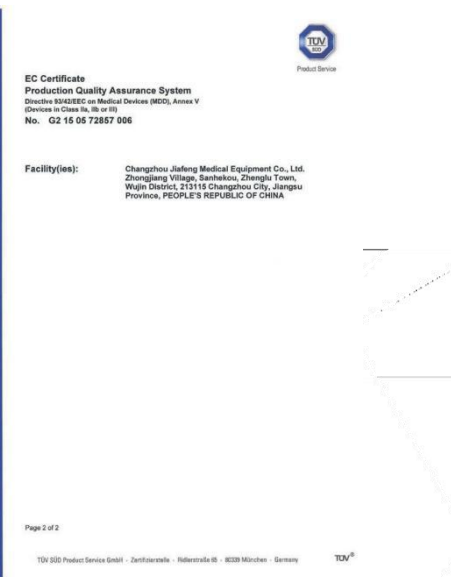 TÜV
SÜD
Product Service
EC Certificate
Production Quality Assurance System
Directive 93/42/EEC on Medical Devices (MDD), Annex V
(Devices in Class IIa, IIb or III)
No. G2 15 05 72857 006
Facility(ies): Changzhou Jiafeng Medical Equipment Co., Ltd.
Zhongjiang Village, Sanhekou, Zhenglu Town,
Wujin District, 213115 Changzhou City, Jiangsu
Province, PEOPLE'S REPUBLIC OF CHINA
Page 2 of 2
TÜV SÜD Product Service GmbH · Zertifizierstelle · Ridlerstraße 65 · 80339 München · Germany TÜV®